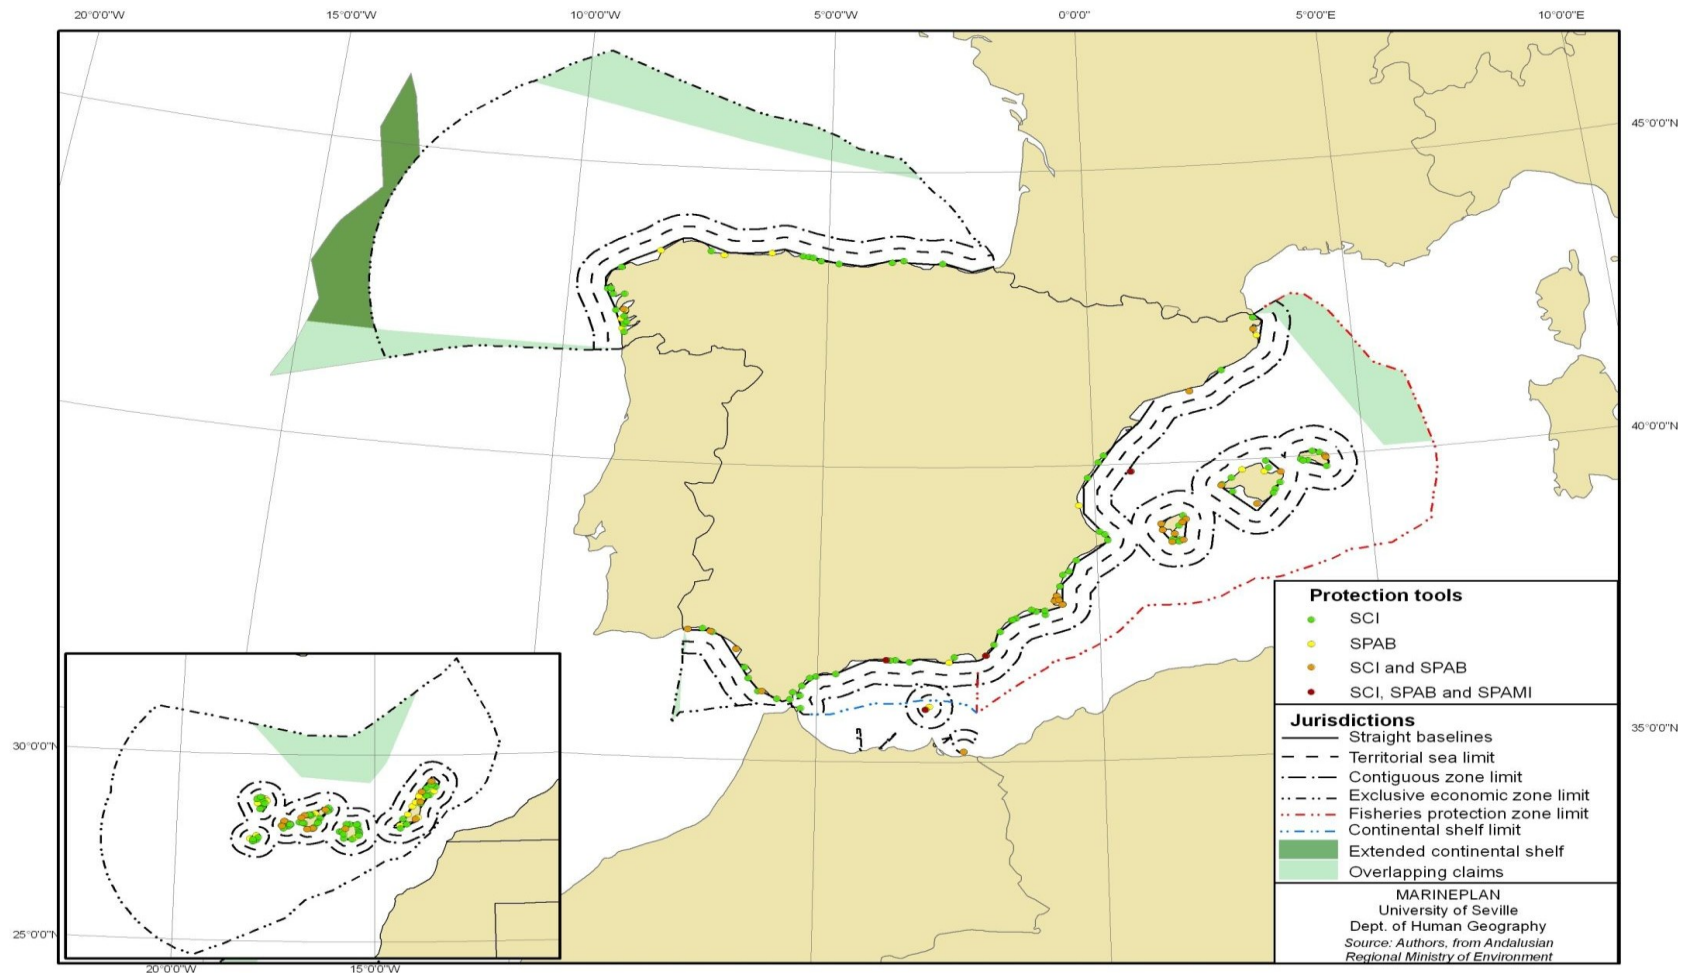 20°0'0"W 15°0'0"W 10°0'0"W 5°0'0"W 0°0'0" 5°0'0"E 10°0'0"E
45°0'0"N
40°0'0"N
35°0'0"N
30°0'0"N
25°0'0"N
20°0'0"W 15°0'0"W
Protection tools
SCI
SPAB
SCI and SPAB
SCI, SPAB and SPAMI
Jurisdictions
Straight baselines
Territorial sea limit
Contiguous zone limit
Exclusive economic zone limit
Fisheries protection zone limit
Continental shelf limit
Extended continental shelf
Overlapping claims
MARINEPLAN
University of Seville
Dept. of Human Geography
Source: Authors, from Andalusian
Regional Ministry of Environment